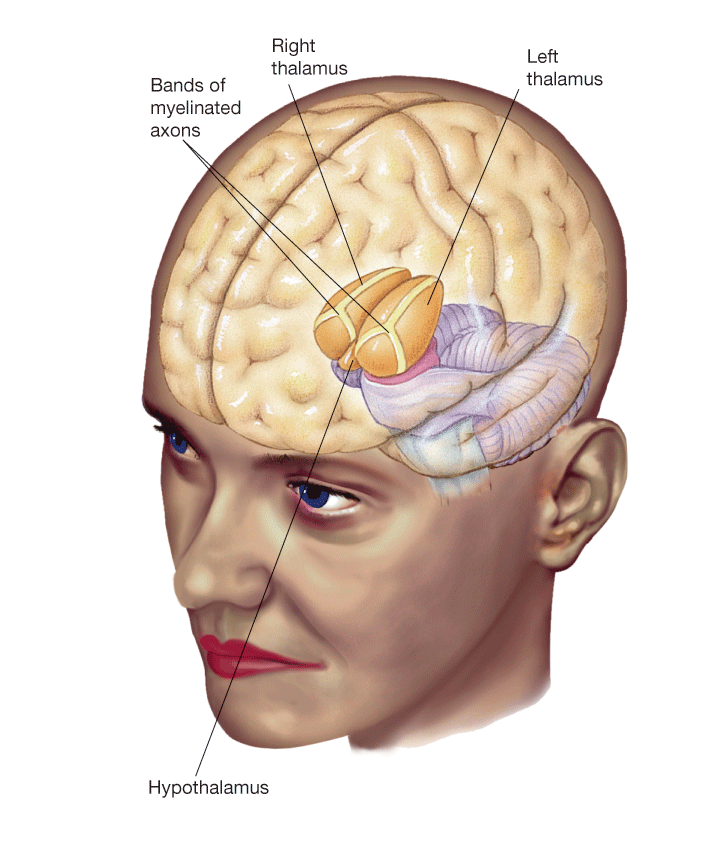 Right
thalamus
Left
thalamus
Bands of
myelinated
axons
Hypothalamus